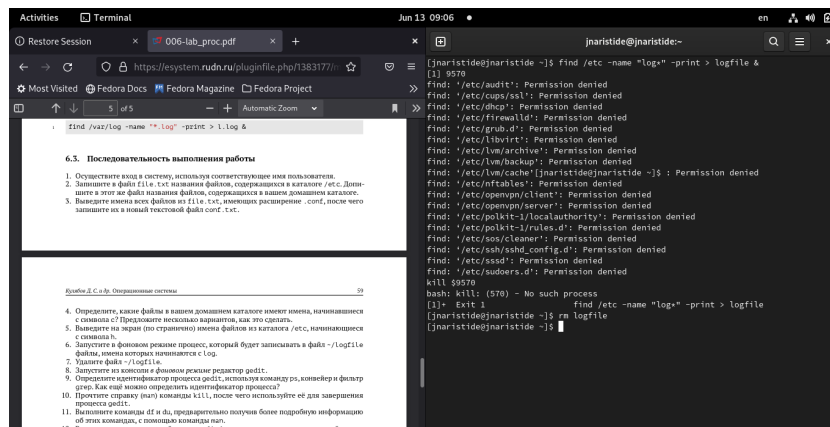 Activities
Terminal
Jun 13 09:06
en
Restore Session
006-lab_proc.pdf
https://esystem.rudn.ru/pluginfile.php/1383177/
Most Visited
Fedora Docs
Fedora Magazine
Fedora Project
5 of 5
Automatic Zoom
1 find /var/log -name "*.log" -print > l.log &
6.3. Последовательность выполнения работы
1. Осуществите вход в систему, используя соответствующее имя пользователя.
2. Запишите в файл file.txt названия файлов, содержащихся в каталоге /etc. Допи-
шите в этот же файл названия файлов, содержащихся в вашем домашнем каталоге.
3. Выведите имена всех файлов из file.txt, имеющих расширение .conf, после чего
запишите их в новый текстовой файл conf.txt.
Кулябов Д. С. и др. Операционные системы 59
4. Определите, какие файлы в вашем домашнем каталоге имеют имена, начинавшиеся
с символа c? Предложите несколько вариантов, как это сделать.
5. Выведите на экран (по странично) имена файлов из каталога /etc, начинающиеся
с символа h.
6. Запустите в фоновом режиме процесс, который будет записывать в файл ~/logfile
файлы, имена которых начинаются с log.
7. Удалите файл ~/logfile.
8. Запустите из консоли в фоновом режиме редактор gedit.
9. Определите идентификатор процесса gedit, используя команду ps, конвейер и фильтр
grep. Как ещё можно определить идентификатор процесса?
10. Прочтите справку (man) команды kill, после чего используйте её для завершения
процесса gedit.
11. Выполните команды df и du, предварительно получив более подробную информацию
об этих командах, с помощью команды man.
jnaristide@jnaristide:~
[jnaristide@jnaristide ~]$ find /etc -name "log*" -print > logfile &
[1] 9570
find: '/etc/audit': Permission denied
find: '/etc/cups/ssl': Permission denied
find: '/etc/dhcp': Permission denied
find: '/etc/firewalld': Permission denied
find: '/etc/grub.d': Permission denied
find: '/etc/libvirt': Permission denied
find: '/etc/lvm/archive': Permission denied
find: '/etc/lvm/backup': Permission denied
find: '/etc/lvm/cache'[jnaristide@jnaristide ~]$ : Permission denied
find: '/etc/nftables': Permission denied
find: '/etc/openvpn/client': Permission denied
find: '/etc/openvpn/server': Permission denied
find: '/etc/polkit-1/localauthority': Permission denied
find: '/etc/polkit-1/rules.d': Permission denied
find: '/etc/sos/cleaner': Permission denied
find: '/etc/ssh/sshd_config.d': Permission denied
find: '/etc/sssd': Permission denied
find: '/etc/sudoers.d': Permission denied
kill $9570
bash: kill: (570) - No such process
[1]+ Exit 1 find /etc -name "log*" -print > logfile
[jnaristide@jnaristide ~]$ rm logfile
[jnaristide@jnaristide ~]$